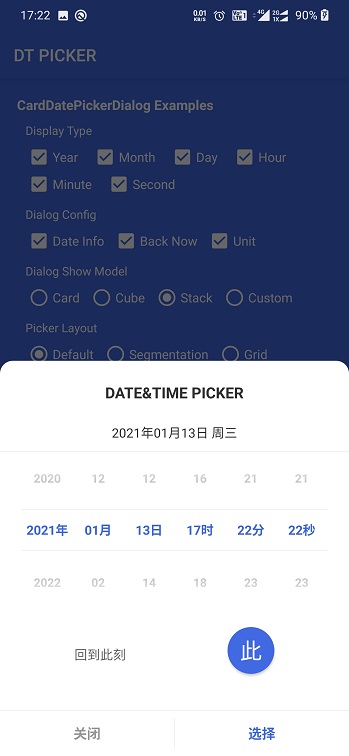 17:22 0.01 KB/S 4G 2G 1X 90%
DT PICKER
CardDatePickerDialog Examples
Display Type
Year Month Day Hour
Minute Second
Dialog Config
Date Info Back Now Unit
Dialog Show Model
Card Cube Stack Custom
Picker Layout
Default Segmentation Grid
DATE&TIME PICKER
2021年01月13日 周三
2020 12 12 16 21 21
2021年 01月 13日 17时 22分 22秒
2022 02 14 18 23 23
回到此刻 此
关闭 选择